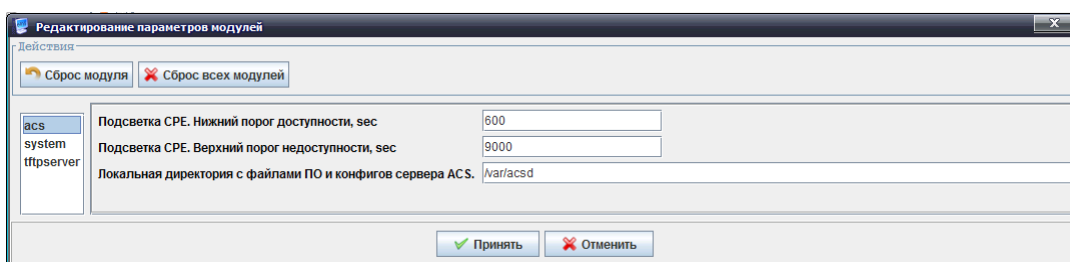 Редактирование параметров модулей
Действия
Сброс модуля Сброс всех модулей
acs
system
tftpserver
Подсветка CPE. Нижний порог доступности, sec 600
Подсветка CPE. Верхний порог недоступности, sec 9000
Локальная директория с файлами ПО и конфигов сервера ACS. /var/acsd
Принять Отменить